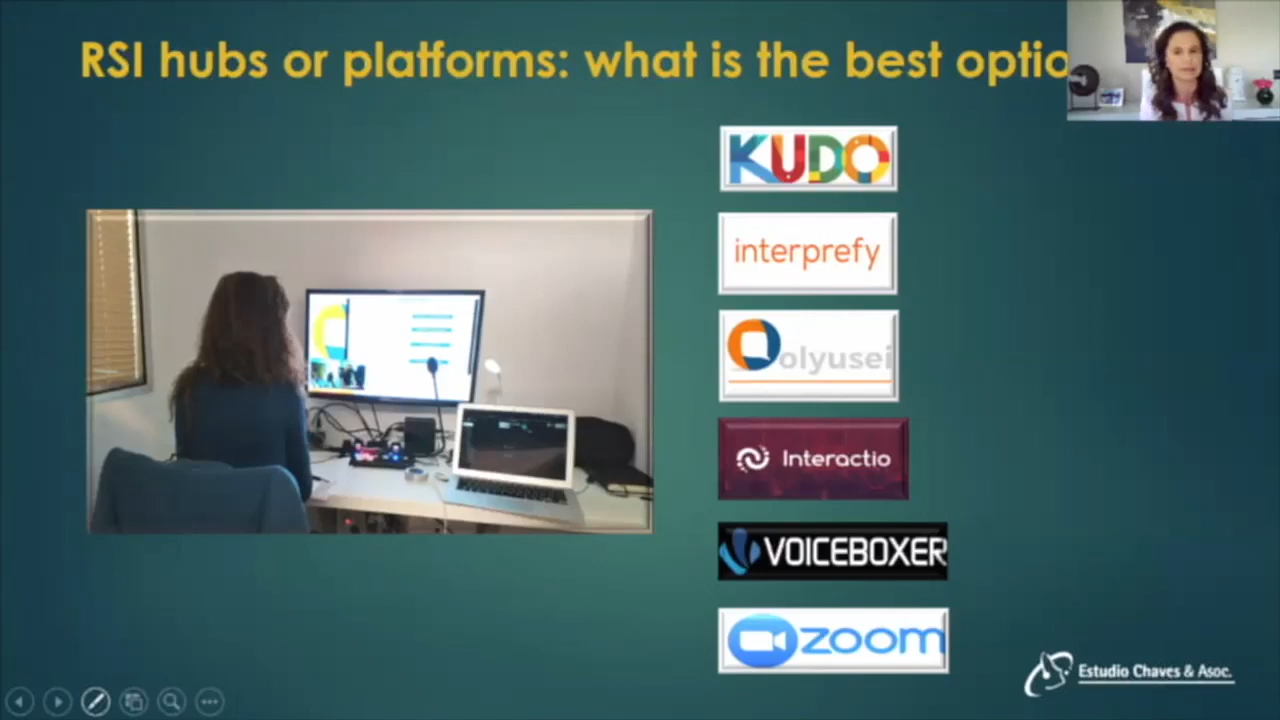 RSI hubs or platforms: what is the best optio
KUDO
interprefy
olyusei
Interactio
VOICEBOXER
zoom
Estudio Chaves & Asoc.